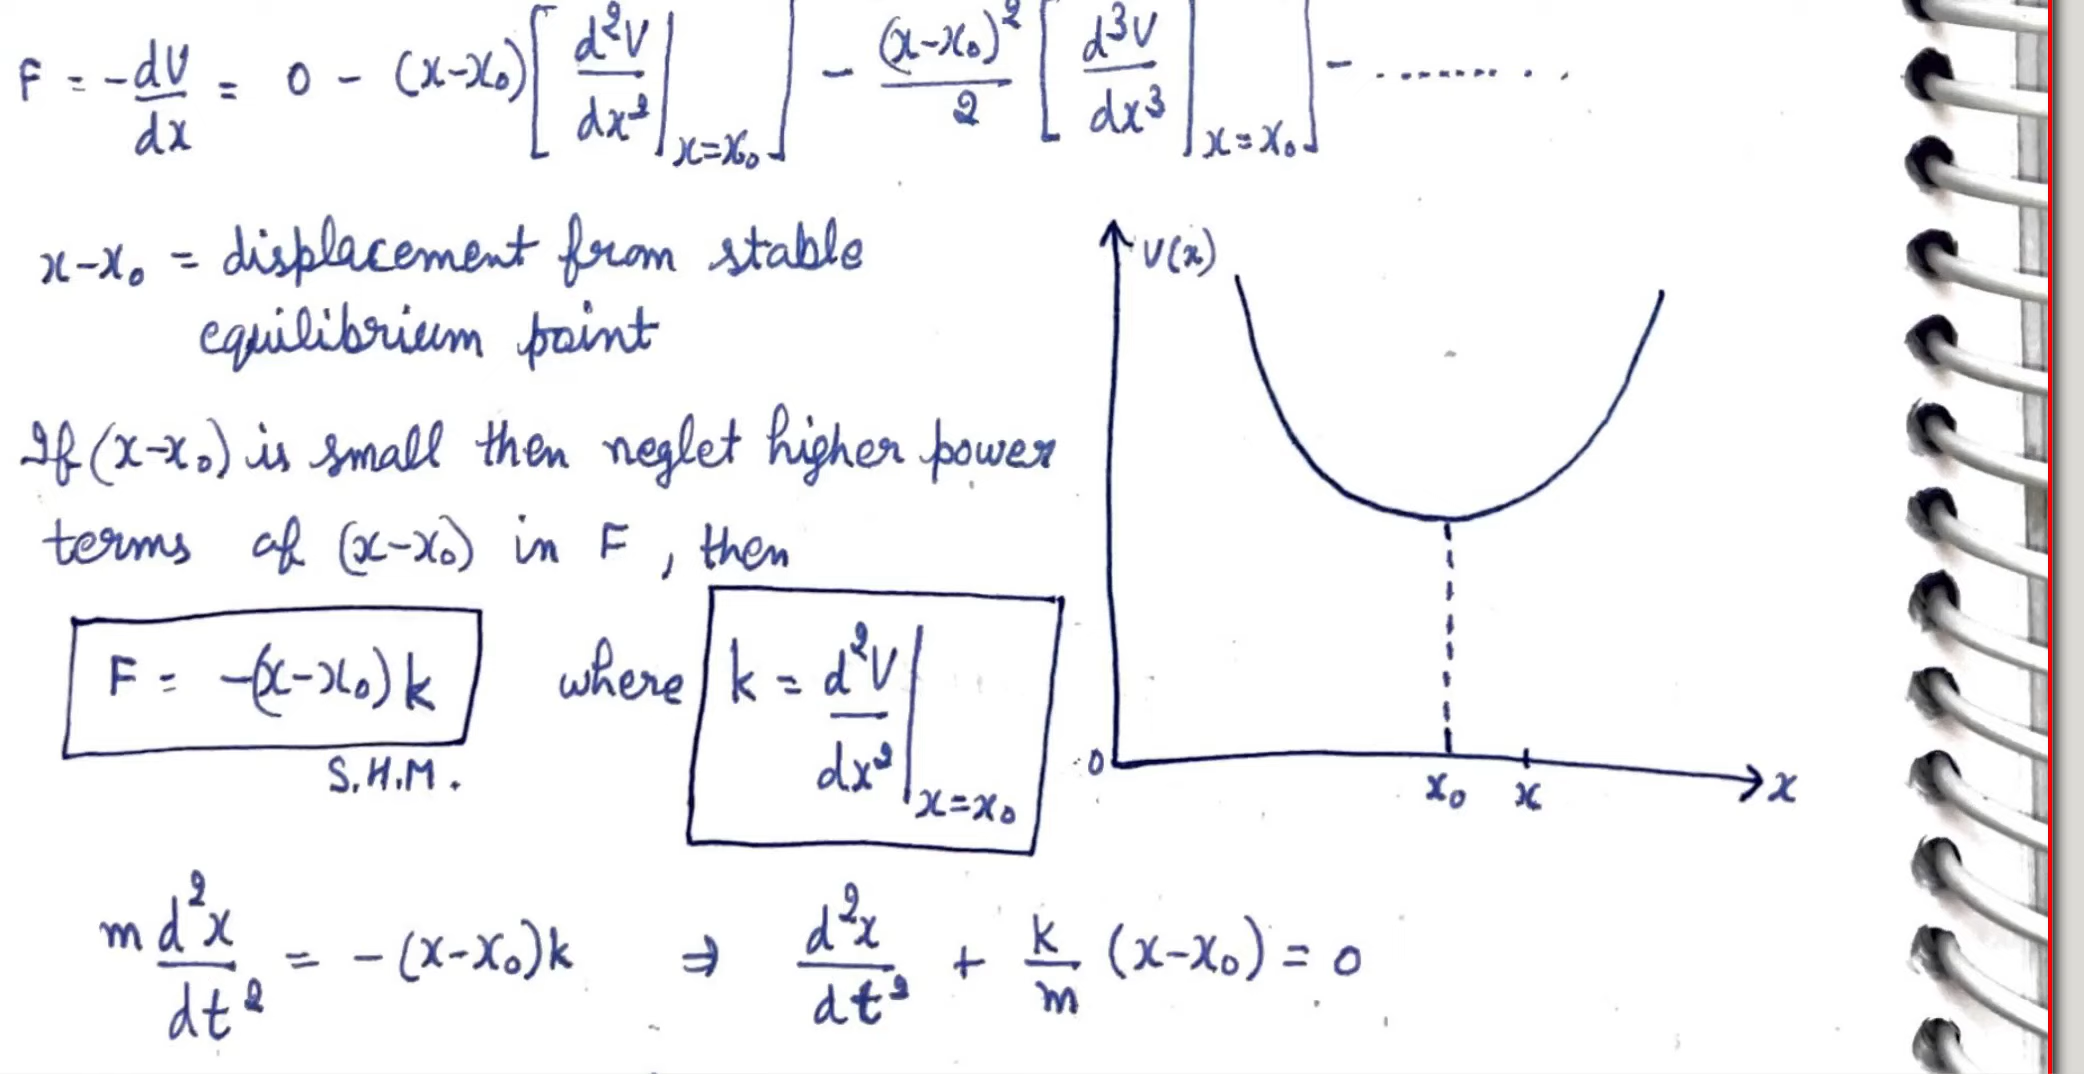 F = -dV/dx = 0 - (x-x₀)[d²V/dx²|ₓ₌ₓ₀] - (x-x₀)²/2 [d³V/dx³|ₓ₌ₓ₀] - ..........
x-x₀ = displacement from stable
equilibrium point
If (x-x₀) is small then neglet higher power
terms of (x-x₀) in F, then
F = -(x-x₀)k where k = d²V/dx²|ₓ₌ₓ₀
S.H.M.
m d²x/dt² = -(x-x₀)k ⇒ d²x/dt² + k/m (x-x₀) = 0
V(x)
0
x₀ x
x